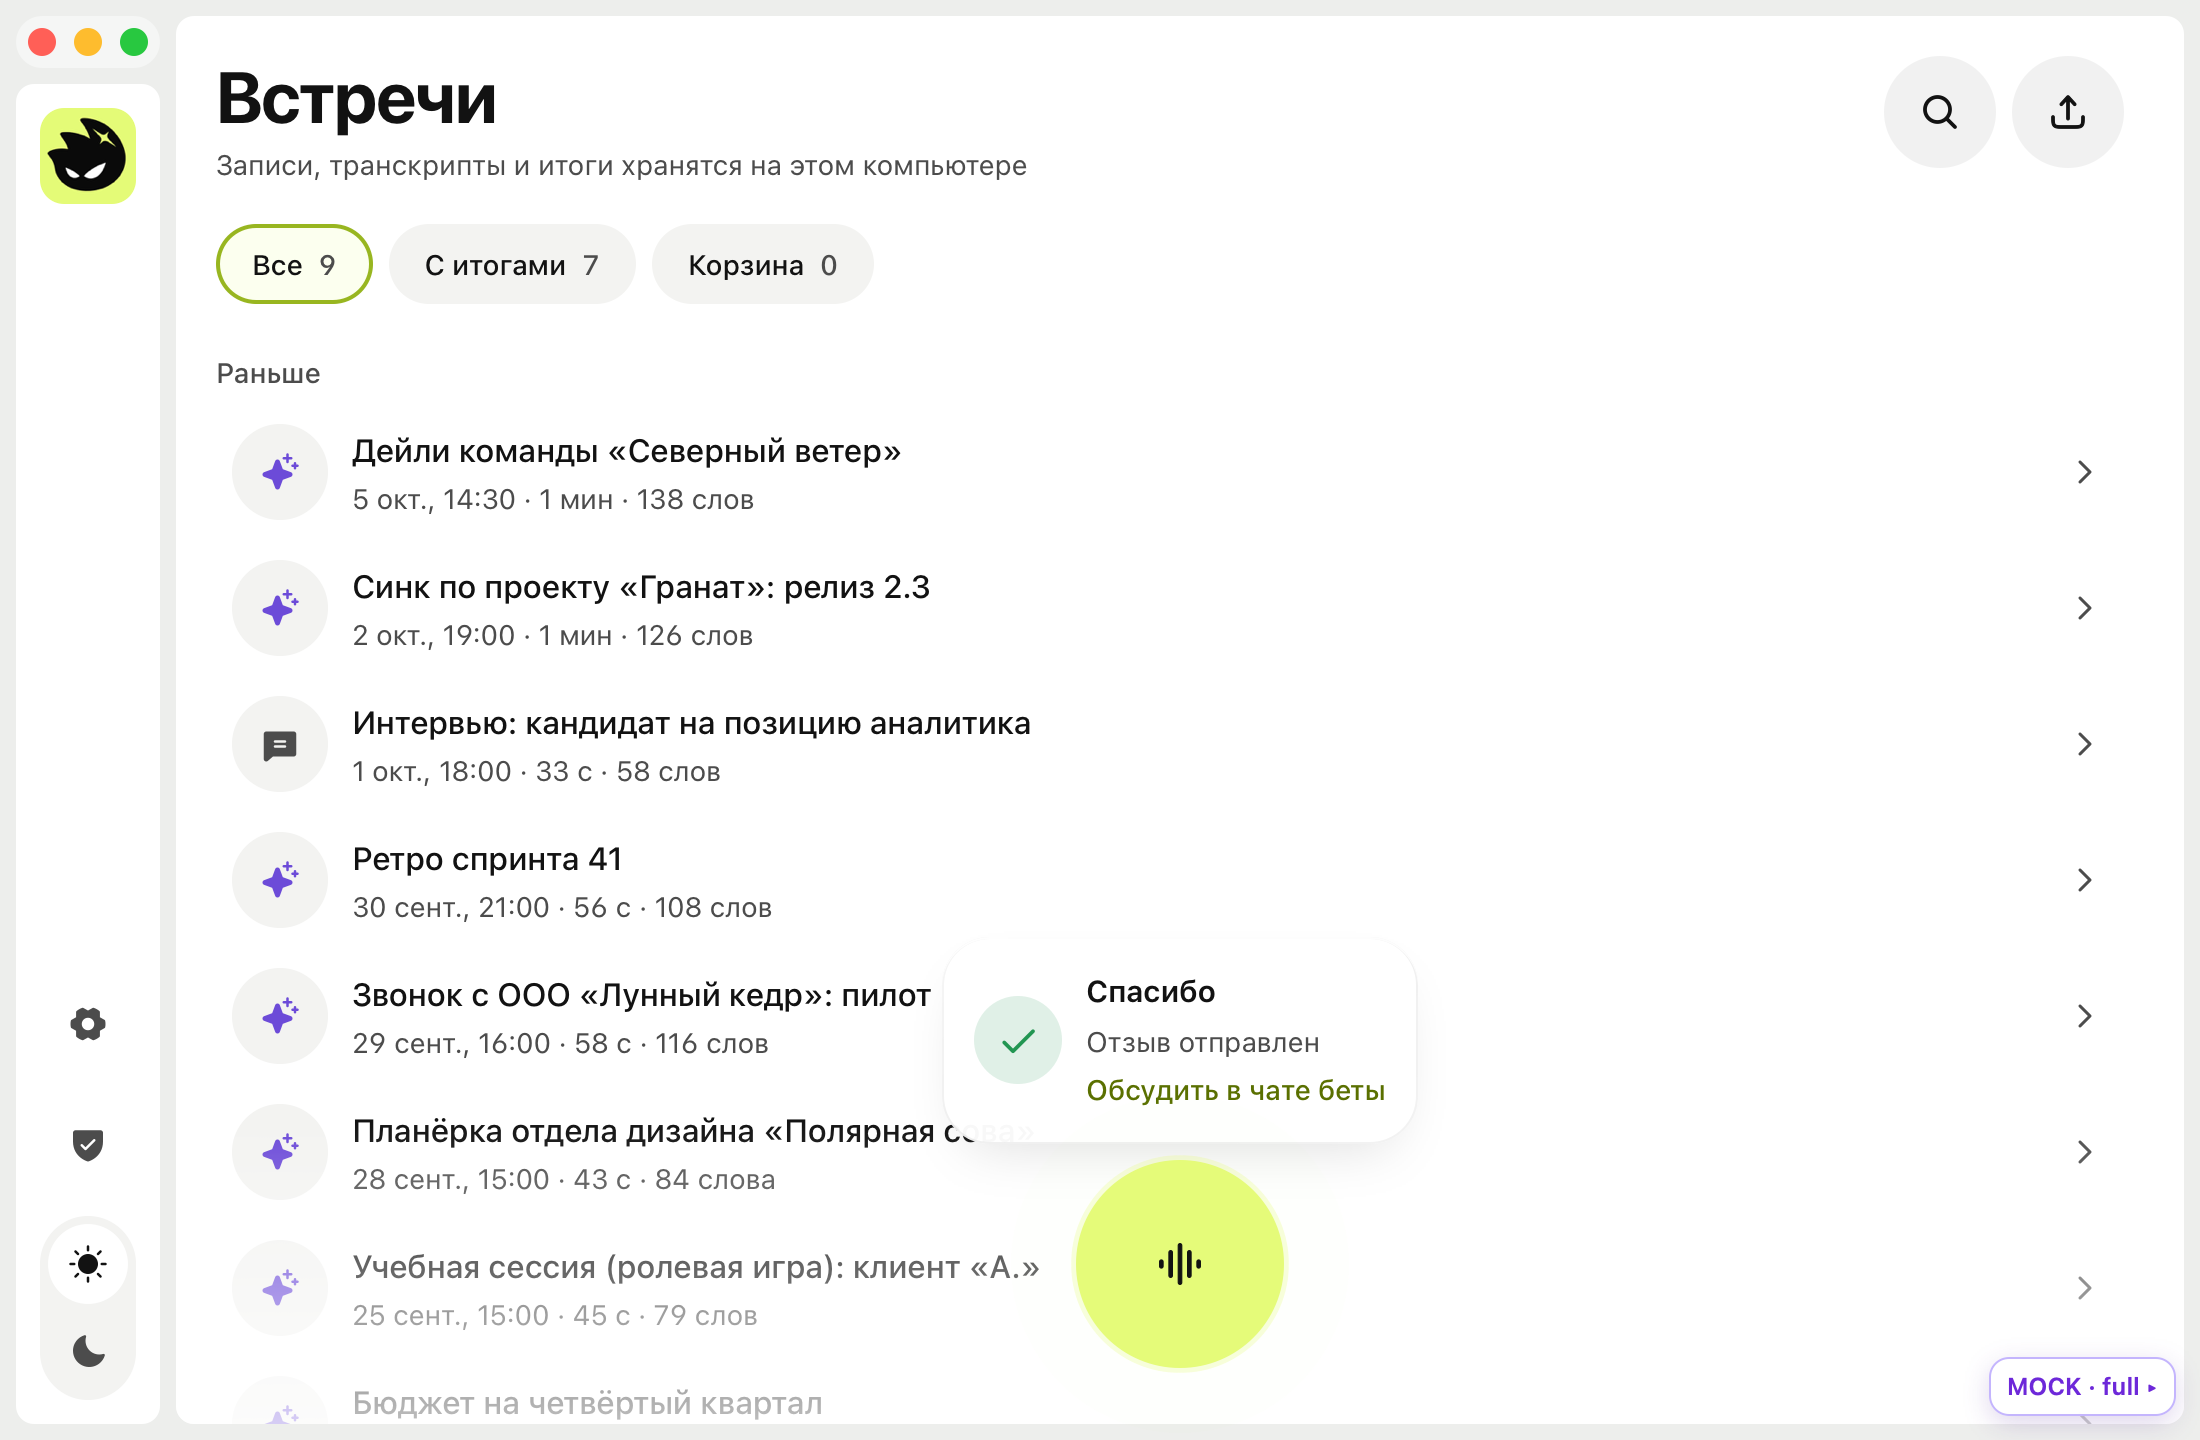 Встречи
Записи, транскрипты и итоги хранятся на этом компьютере
Все 9
С итогами 7
Корзина 0
Раньше
Дейли команды «Северный ветер»
5 окт., 14:30 · 1 мин · 138 слов
Синк по проекту «Гранат»: релиз 2.3
2 окт., 19:00 · 1 мин · 126 слов
Интервью: кандидат на позицию аналитика
1 окт., 18:00 · 33 с · 58 слов
Ретро спринта 41
30 сент., 21:00 · 56 с · 108 слов
Звонок с ООО «Лунный кедр»: пилот
29 сент., 16:00 · 58 с · 116 слов
Планёрка отдела дизайна «Полярная сова»
28 сент., 15:00 · 43 с · 84 слова
Учебная сессия (ролевая игра): клиент «А.»
25 сент., 15:00 · 45 с · 79 слов
Бюджет на четвёртый квартал
Спасибо
Отзыв отправлен
Обсудить в чате беты
MOCK · full ▸